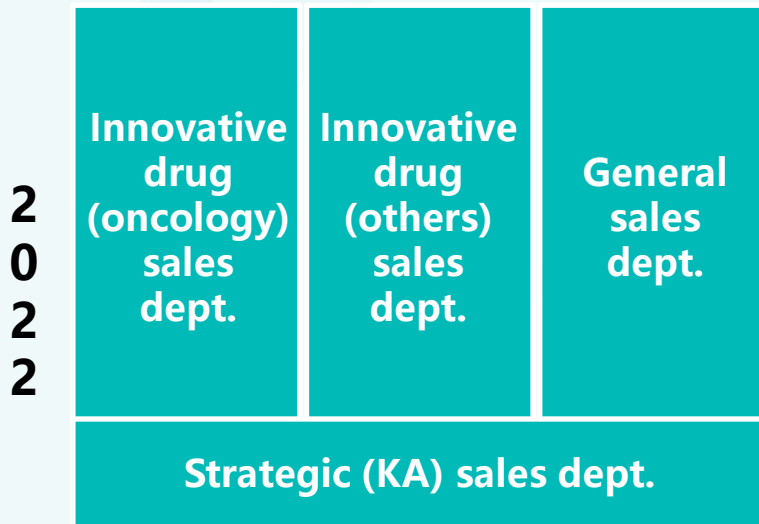 2
0
2
2
Innovative
drug
(oncology)
sales
dept.
Innovative
drug
(others)
sales
dept.
General
sales
dept.
Strategic (KA) sales dept.